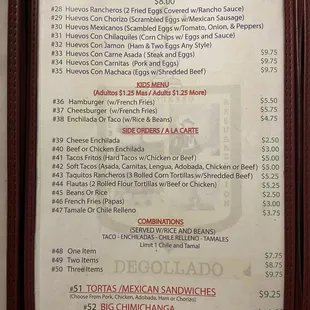 $8.00
#28 Huevos Rancheros (2 Fried Eggs Covered w/Rancho Sauce)
#29 Huevos Con Chorizo (Scrambled Eggs w/Mexican Sausage)
#30 Huevos Mexicanos (Scambled Eggs w/Tomato, Onion, & Peppers)
#31 Huevos Con Chilaquiles (Corn Chips w/ Eggs and Sauce)
#32 Huevos Con Jamon (Ham & Two Eggs Any Style)
#33 Huevos Con Carne Asada ( Steak and Eggs) $9.75
#34 Huevos Con Carnitas (Pork and Eggs) $9.75
#35 Huevos Con Machaca (Eggs w/Shredded Beef) $9.75
KIDS MENU
(Adultos $1.25 Mas / Adults $1.25 More)
#36 Hamburger (w/French Fries) $5.50
#37 Cheesburger (w/French Fries) $5.75
#38 Enchilada Or Taco (w/Rice & Beans) $4.75
SIDE ORDERS / A LA CARTE
#39 Cheese Enchilada $2.50
#40 Beef or Chicken Enchilada $3.00
#41 Tacos Fritos (Hard Tacos w/Chicken or Beef) $5.00
#42 Soft Tacos (Asada, Carnitas, Lengua, Adobada, Chicken or Beef) $5.00
#43 Taquitos Rancheros (3 Rolled Corn Tortillas w/Shredded or Beef) $5.25
#44 Flautas (2 Rolled Flour Tortillas w/Beef or Chicken) $5.25
#45 Beans Or Rice $2.50
#46 French Fries (Papas) $3.00
#47 Tamale Or Chile Relleno $3.75
COMBINATIONS
(SERVED W/RICE AND BEANS)
TACO - ENCHILADAS - CHILE RELLENO - TAMALES
Limit 1 Chile and Tamal
#48 One Item $7.75
#49 Two Items $8.75
#50 Three Items $9.75
DEGOLLADO
#51 TORTAS /MEXICAN SANDWICHES $9.25
(Choose From Pork, Chicken, Adobada, Ham or Chorizo)
#52 BIG CHIMICHANGA